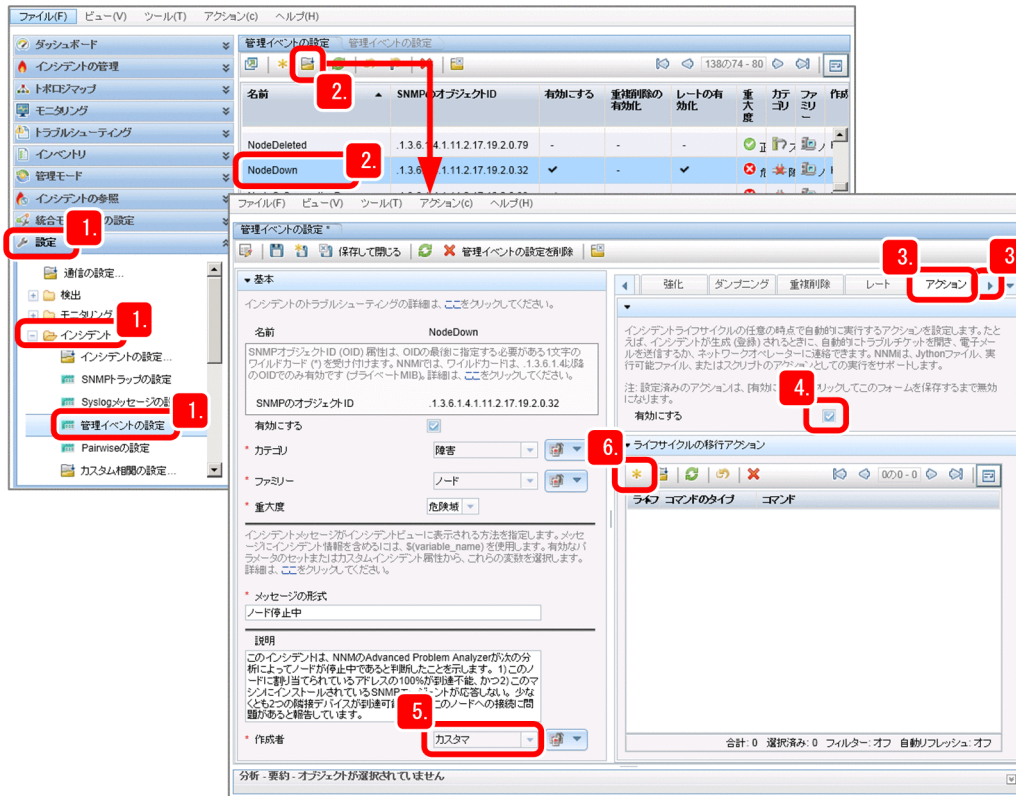 ファイル(F) ビュー(V) ツール(T) アクション(c) ヘルプ(H)
ダッシュボード
インシデントの管理
トポロジマップ
モニタリング
トラブルシューティング
インベントリ
管理モード
インシデントの参照
統合モ の設定
1.
設定
通信の設定...
検出
モニタリング
1.
インシデント
インシデントの設定...
SNMPトラップの設定
Syslogメッセージの設
1.
管理イベントの設定
Pairwiseの設定
カスタム相関の設定...
管理イベントの設定 管理イベントの設定
138の74 - 80
2.
名前 SNMPのオブジェクトID 有効にする 重複削除の有効化 レートの有効化 重大度 カテゴリ ファミリー 作成
NodeDeleted .1.3.6.1.4.1.11.2.17.19.2.0.79 - - -
2.
NodeDown .1.3.6.1.4.1.11.2.17.19.2.0.32 -
ファイル(F) ビュー(V) ツール(T) アクション(c) ヘルプ(H)
管理イベントの設定 *
保存して閉じる 管理イベントの設定を削除
基本
インシデントのトラブルシューティングの詳細は、ここをクリックしてください。
名前 NodeDown
SNMPオブジェクトID (OID) 属性は、OIDの最後に指定する必要がある1文字の
ワイルドカード (*) を受け付けます。NNMiでは、ワイルドカードは、.1.3.6.1.4以降
のOIDでのみ有効です (プライベートMIB)。詳細は、ここをクリックしてください。
SNMPのオブジェクトID .1.3.6.1.4.1.11.2.17.19.2.0.32
有効にする
* カテゴリ 障害
* ファミリー ノード
* 重大度 危険域
インシデントメッセージがインシデントビューに表示される方法を指定します。メッセ
ージにインシデント情報を含めるには、$(variable_name) を使用します。有効なパ
ラメータのセットまたはカスタムインシデント属性から、これらの変数を選択します。
詳細は、ここをクリックしてください。
* メッセージの形式
ノード停止中
説明
このインシデントは、NNMのAdvanced Problem Analyzerが次の分
析によってノードが停止中であると判断したことを示します。1)このノ
ードに割り当てられているアドレスの100%が到達不能、かつ2)このマ
シンにインストールされているSNMPエージェントが応答しない。少な
くとも2つの隣接デバイスが到達可 このノードへの接続に問
題があると報告しています。
5.
* 作成者 カスタマ
3.
3
強化 ダンプニング 重複削除 レート アクション
インシデントライフサイクルの任意の時点で自動的に実行するアクションを設定します。たと
えば、インシデントが生成 (登録) されるときに、自動的にトラブルチケットを開き、電子メー
ルを送信するか、ネットワークオペレーターに連絡できます。NNMiは、Jythonファイル、実
行可能ファイル、またはスクリプトのアクションとしての実行をサポートします。
注: 設定済みのアクションは、[有効に リックしてこのフォームを保存するまで無効
になります。
4.
有効にする
6.
ライフサイクルの移行アクション
0の0 - 0
ライフ コマンドのタイプ コマンド
合計: 0 選択済み: 0 フィルター: オフ 自動リフレッシュ: オフ
分析 - 要約 - オブジェクトが選択されていません